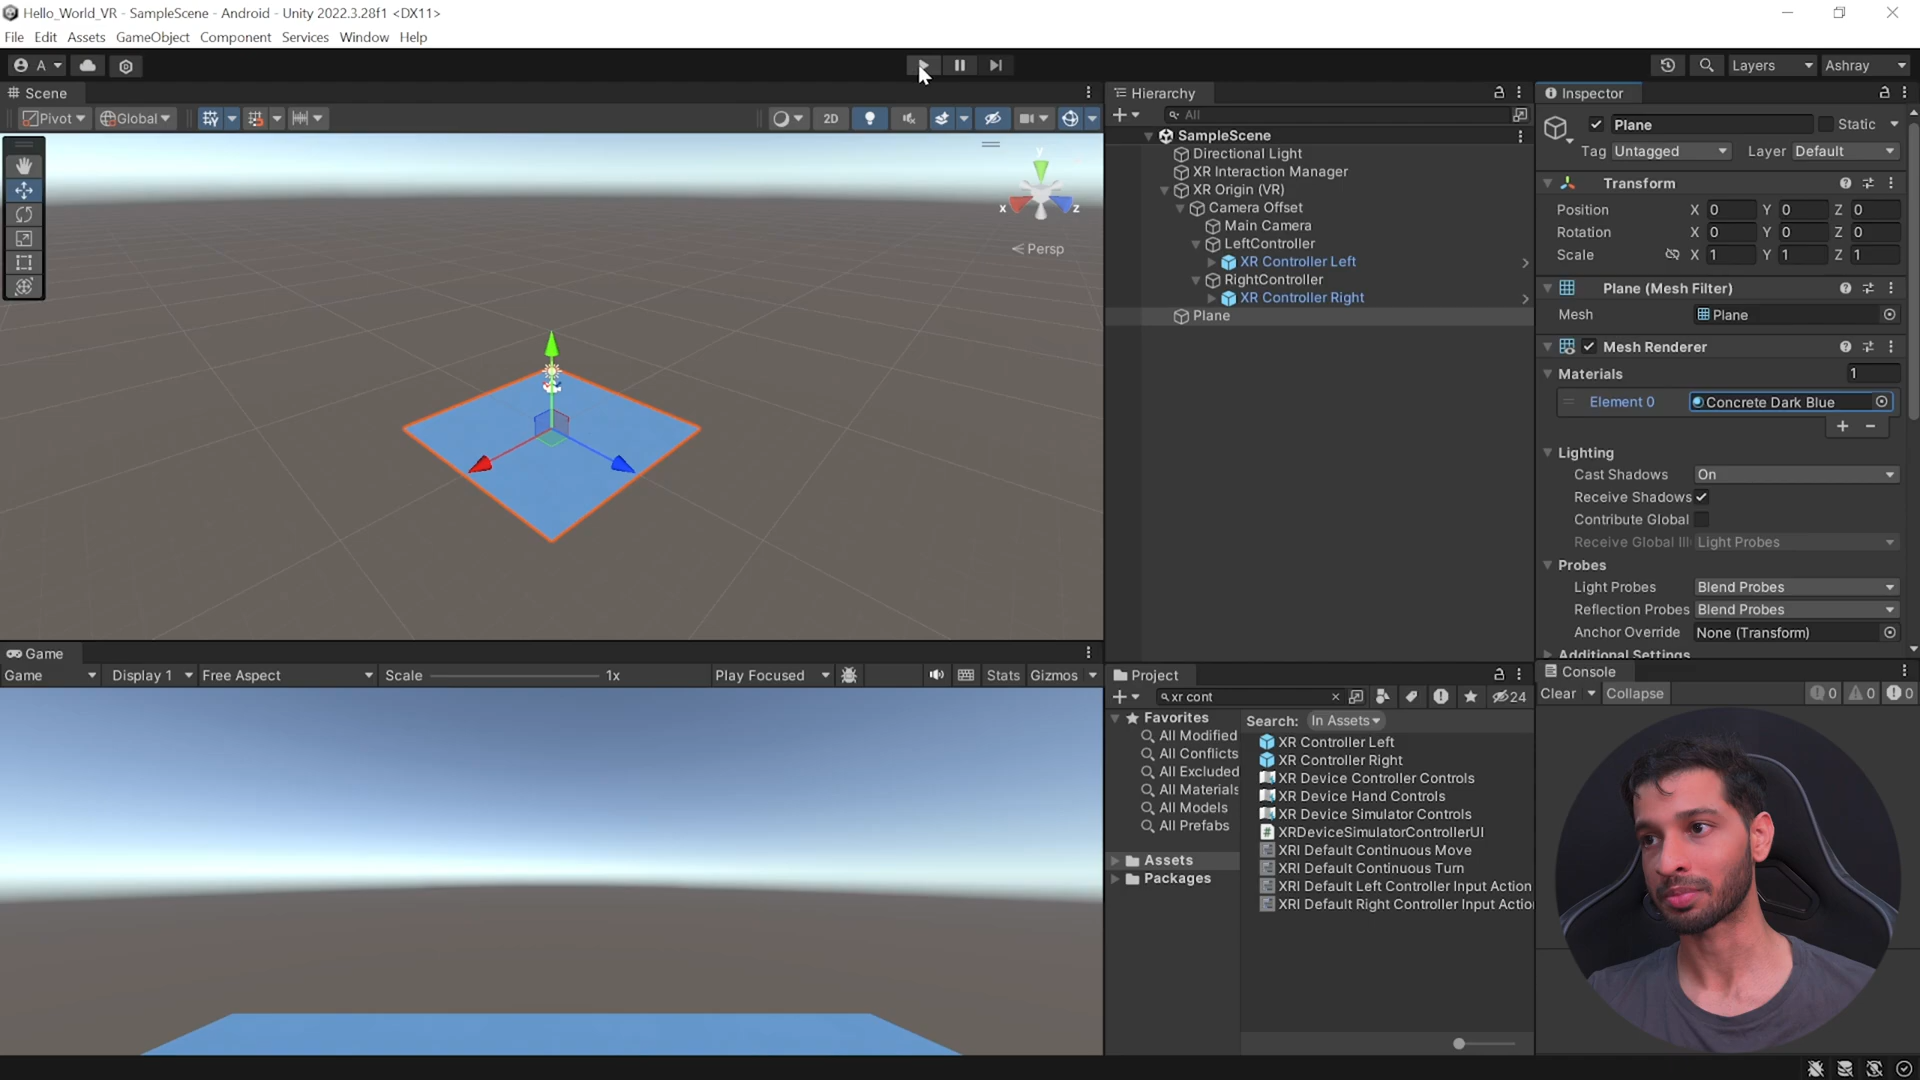 Hello_World_VR - SampleScene - Android - Unity 2022.3.28f1 <DX11>
File Edit Assets GameObject Component Services Window Help
A Layers Ashray
Scene
Pivot Global 2D
y
x z
< Persp
Hierarchy
All
SampleScene
Directional Light
XR Interaction Manager
XR Origin (VR)
Camera Offset
Main Camera
LeftController
XR Controller Left
RightController
XR Controller Right
Plane
Inspector
Plane Static
Tag Untagged Layer Default
Transform
Position X 0 Y 0 Z 0
Rotation X 0 Y 0 Z 0
Scale X 1 Y 1 Z 1
Plane (Mesh Filter)
Mesh Plane
Mesh Renderer
Materials 1
Element 0 Concrete Dark Blue
Lighting
Cast Shadows On
Receive Shadows
Contribute Global
Receive Global Ill Light Probes
Probes
Light Probes Blend Probes
Reflection Probes Blend Probes
Anchor Override None (Transform)
Additional Settings
Game
Game Display 1 Free Aspect Scale 1x Play Focused Stats Gizmos
Project
xr cont 24
Favorites
All Modified
All Conflicts
All Excluded
All Materials
All Models
All Prefabs
Assets
Packages
Search: In Assets
XR Controller Left
XR Controller Right
XR Device Controller Controls
XR Device Hand Controls
XR Device Simulator Controls
XRDeviceSimulatorControllerUI
XRI Default Continuous Move
XRI Default Continuous Turn
XRI Default Left Controller Input Action
XRI Default Right Controller Input Actio
Console
Clear Collapse 0 0 0